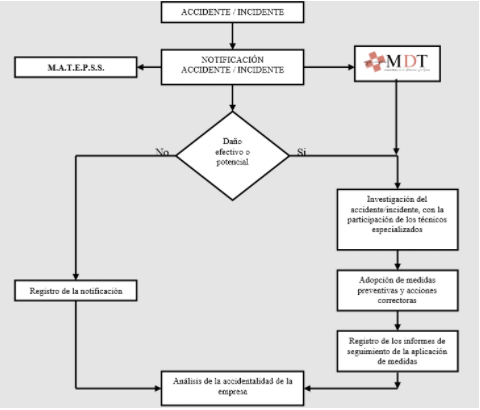 ACCIDENTE / INCIDENTE
NOTIFICACIÓN
ACCIDENTE / INCIDENTE
M.A.T.E.P.S.S.
MDT
Daño
efectivo o
potencial
No
Si
Investigación del
accidente/incidente, con la
participación de los técnicos
especializados
Registro de la notificación
Adopción de medidas
preventivas y acciones
correctoras
Registro de los informes de
seguimiento de la aplicación
de medidas
Análisis de la accidentalidad de la
empresa